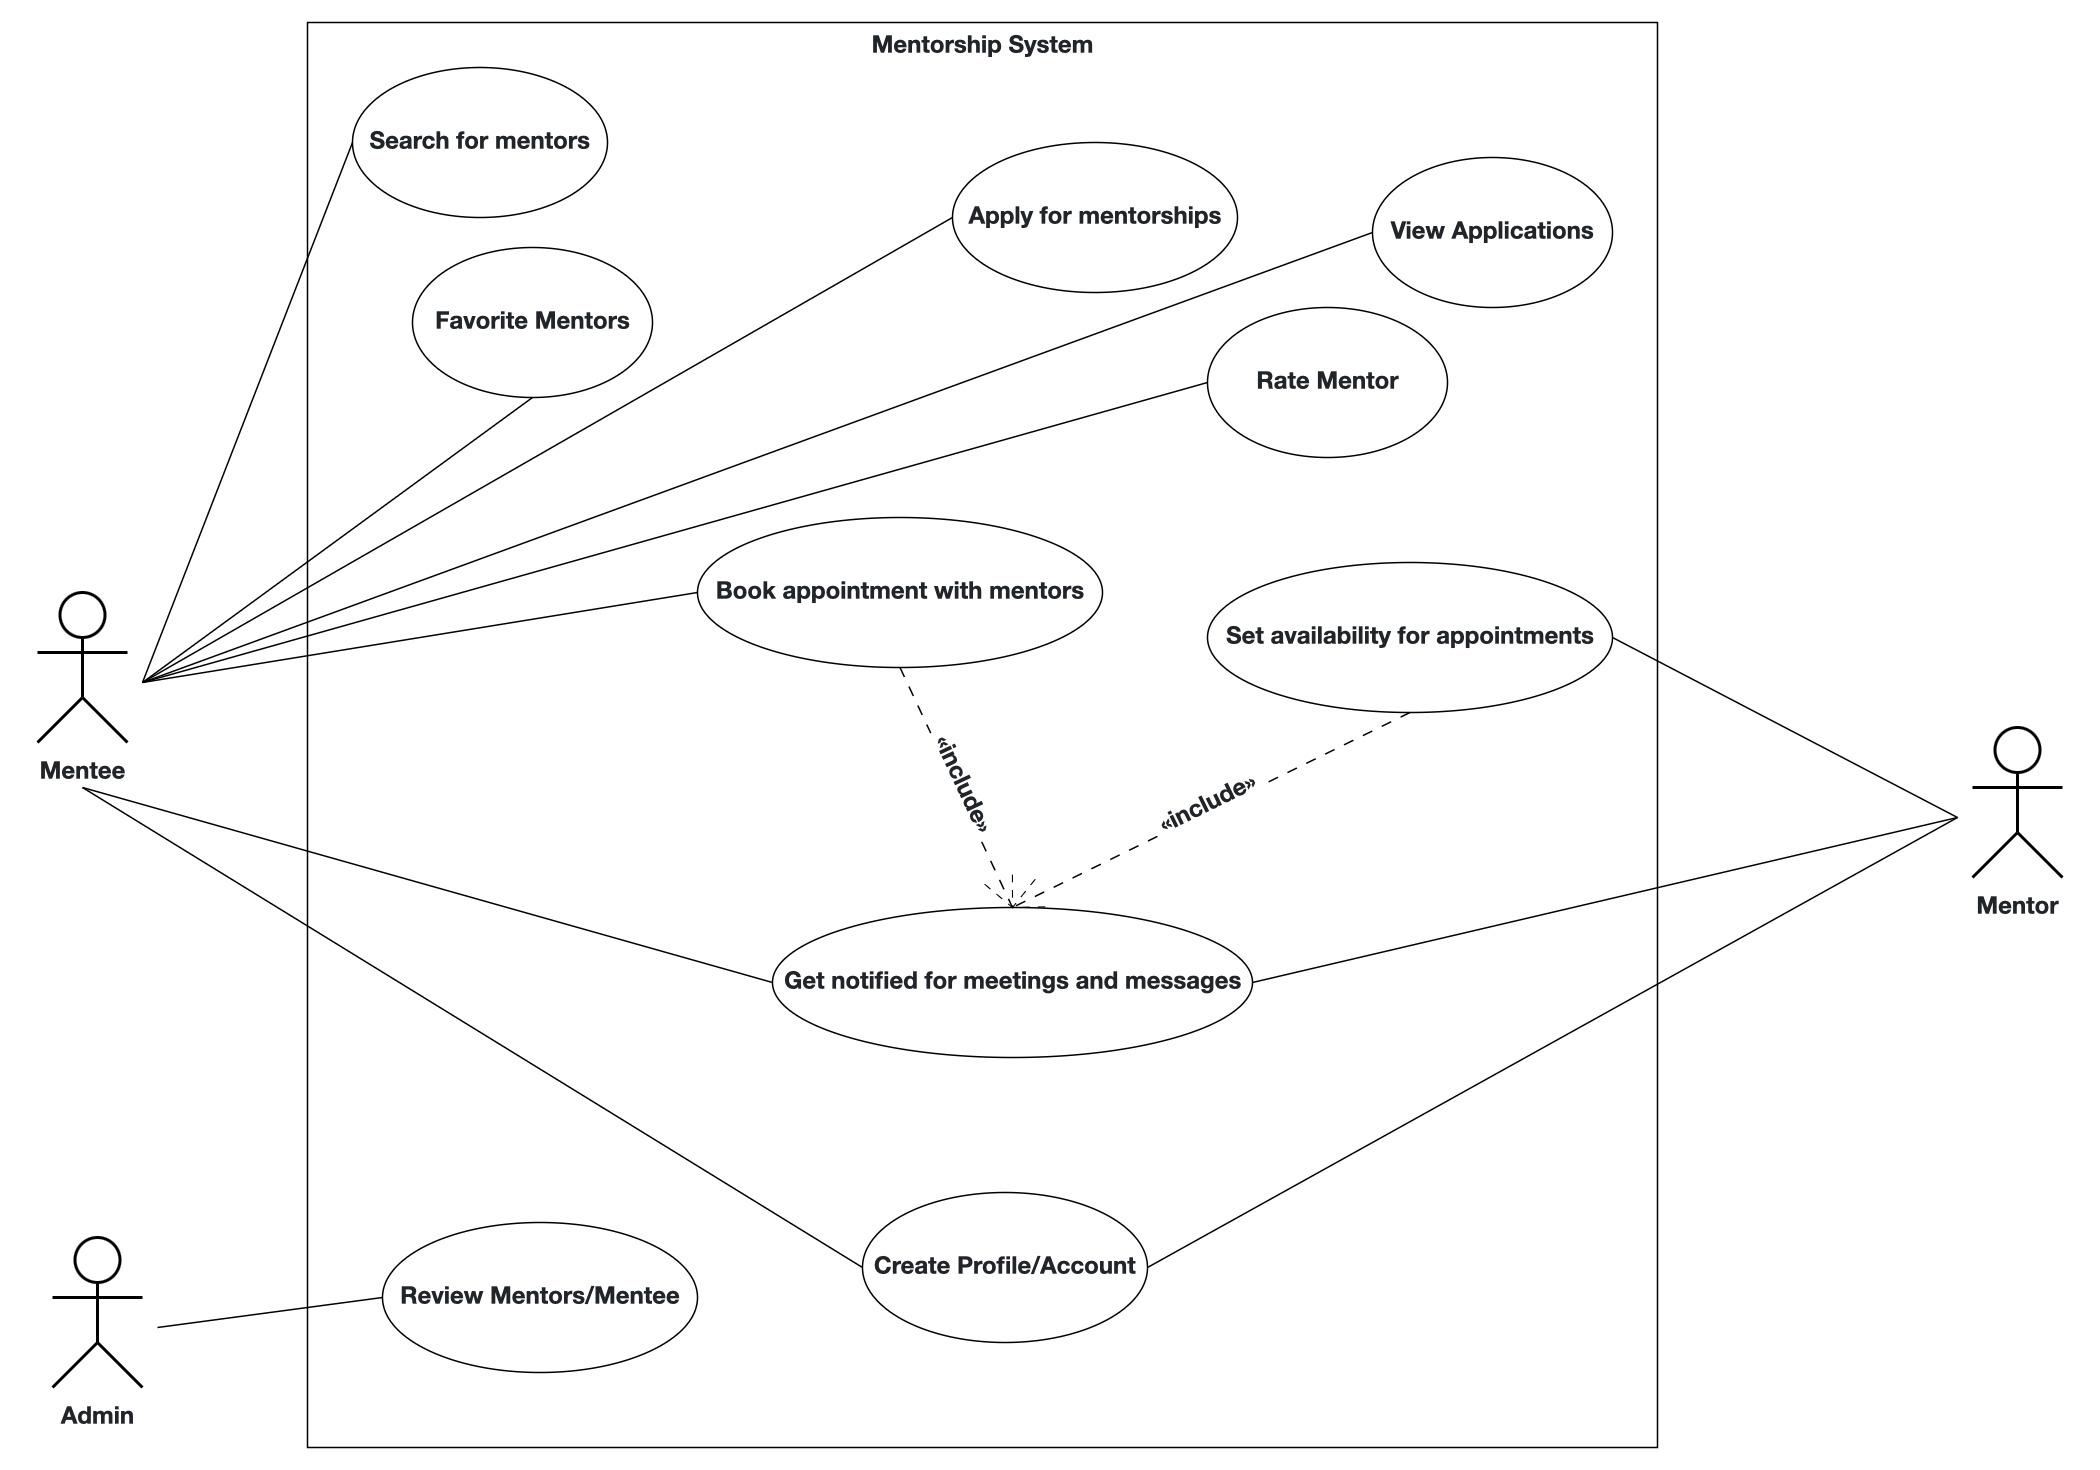 Mentorship System
Search for mentors
Apply for mentorships
View Applications
Favorite Mentors
Rate Mentor
Book appointment with mentors
Set availability for appointments
Mentee
«include»
«include»
Mentor
Get notified for meetings and messages
Create Profile/Account
Review Mentors/Mentee
Admin